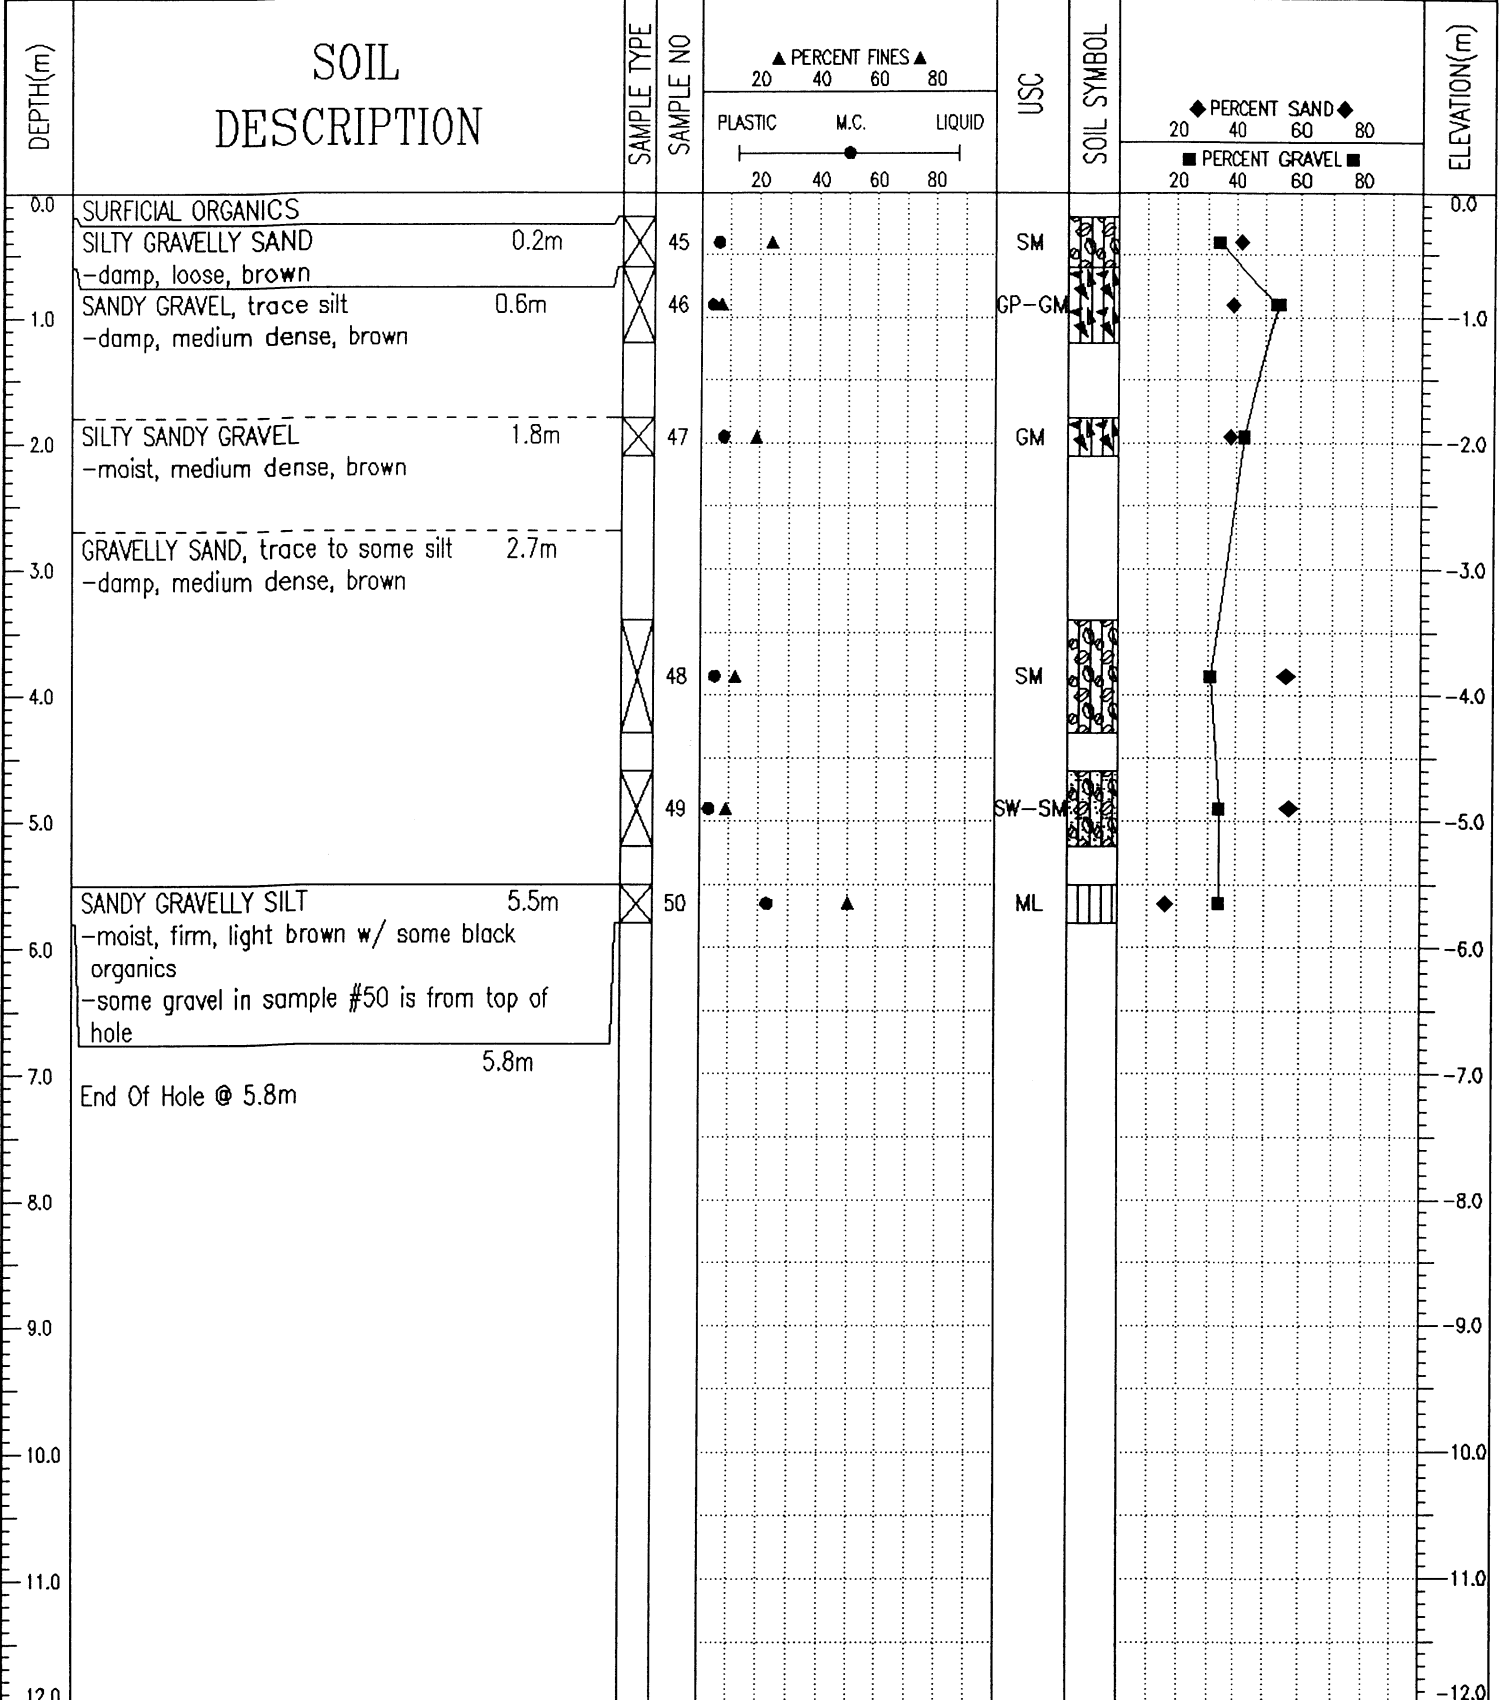 DEPTH(m)
SOIL
DESCRIPTION
SAMPLE TYPE
SAMPLE NO
▲ PERCENT FINES ▲
20 40 60 80
PLASTIC M.C. LIQUID
20 40 60 80
USC
SOIL SYMBOL
◆ PERCENT SAND ◆
20 40 60 80
■ PERCENT GRAVEL ■
20 40 60 80
ELEVATION(m)
0.0 SURFICIAL ORGANICS 0.0
SILTY GRAVELLY SAND 0.2m 45 SM
-damp, loose, brown
SANDY GRAVEL, trace silt 0.6m 46 GP-GM
1.0 -1.0
-damp, medium dense, brown
SILTY SANDY GRAVEL 1.8m 47 GM
2.0 -2.0
-moist, medium dense, brown
GRAVELLY SAND, trace to some silt 2.7m
3.0 -3.0
-damp, medium dense, brown
48 SM
4.0 -4.0
49 SW-SM
5.0 -5.0
SANDY GRAVELLY SILT 5.5m 50 ML
-moist, firm, light brown w/ some black
6.0 -6.0
organics
-some gravel in sample #50 is from top of
hole
5.8m
7.0 -7.0
End Of Hole @ 5.8m
8.0 -8.0
9.0 -9.0
10.0 -10.0
11.0 -11.0
12.0 -12.0